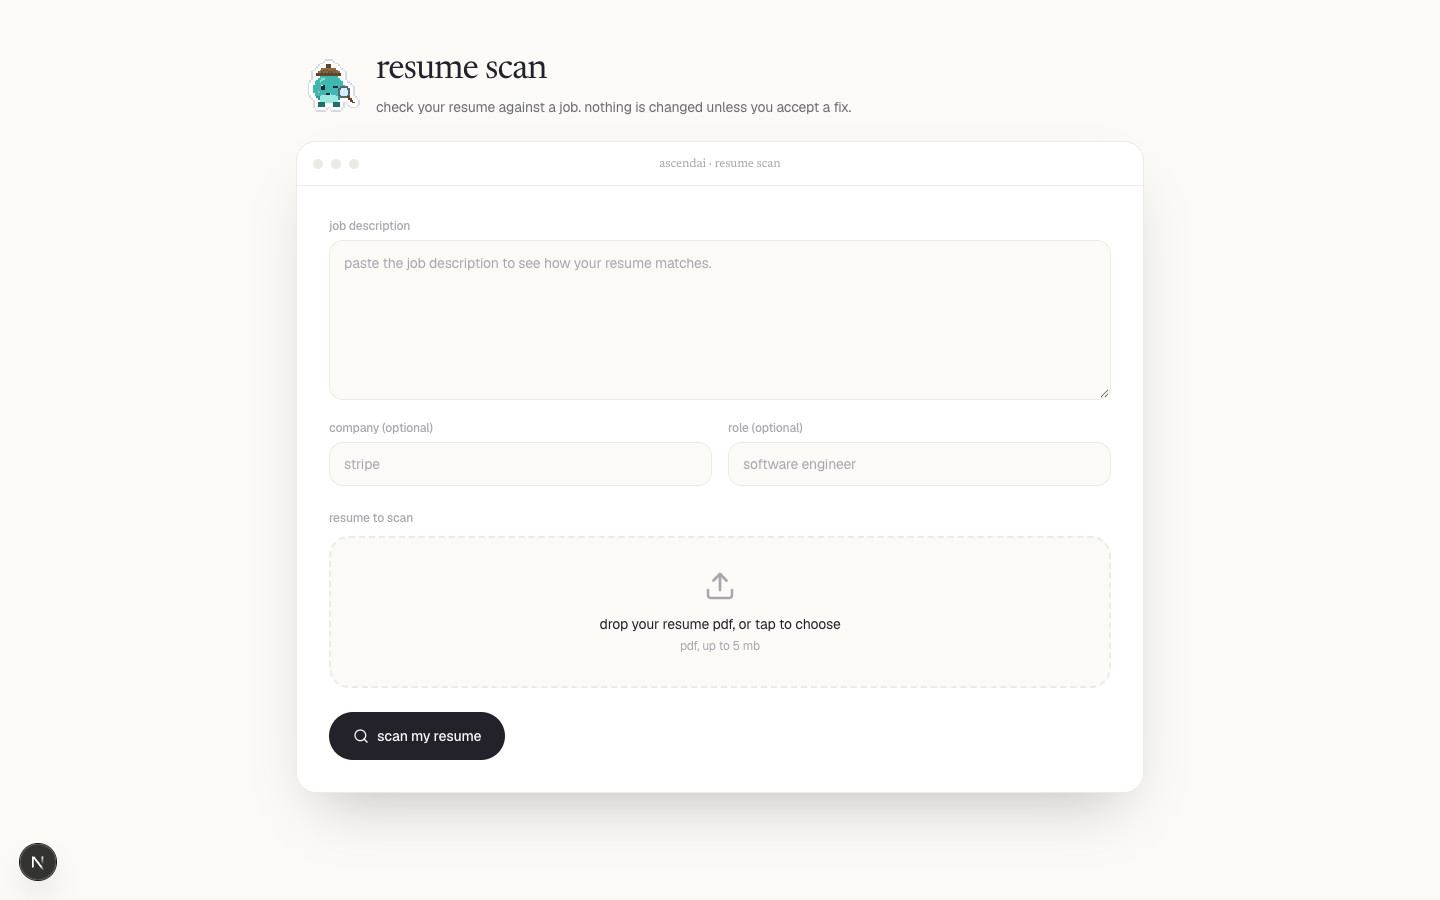 resume scan
check your resume against a job. nothing is changed unless you accept a fix.
ascendai · resume scan
job description
paste the job description to see how your resume matches.
company (optional)
role (optional)
stripe
software engineer
resume to scan
drop your resume pdf, or tap to choose
pdf, up to 5 mb
scan my resume
N